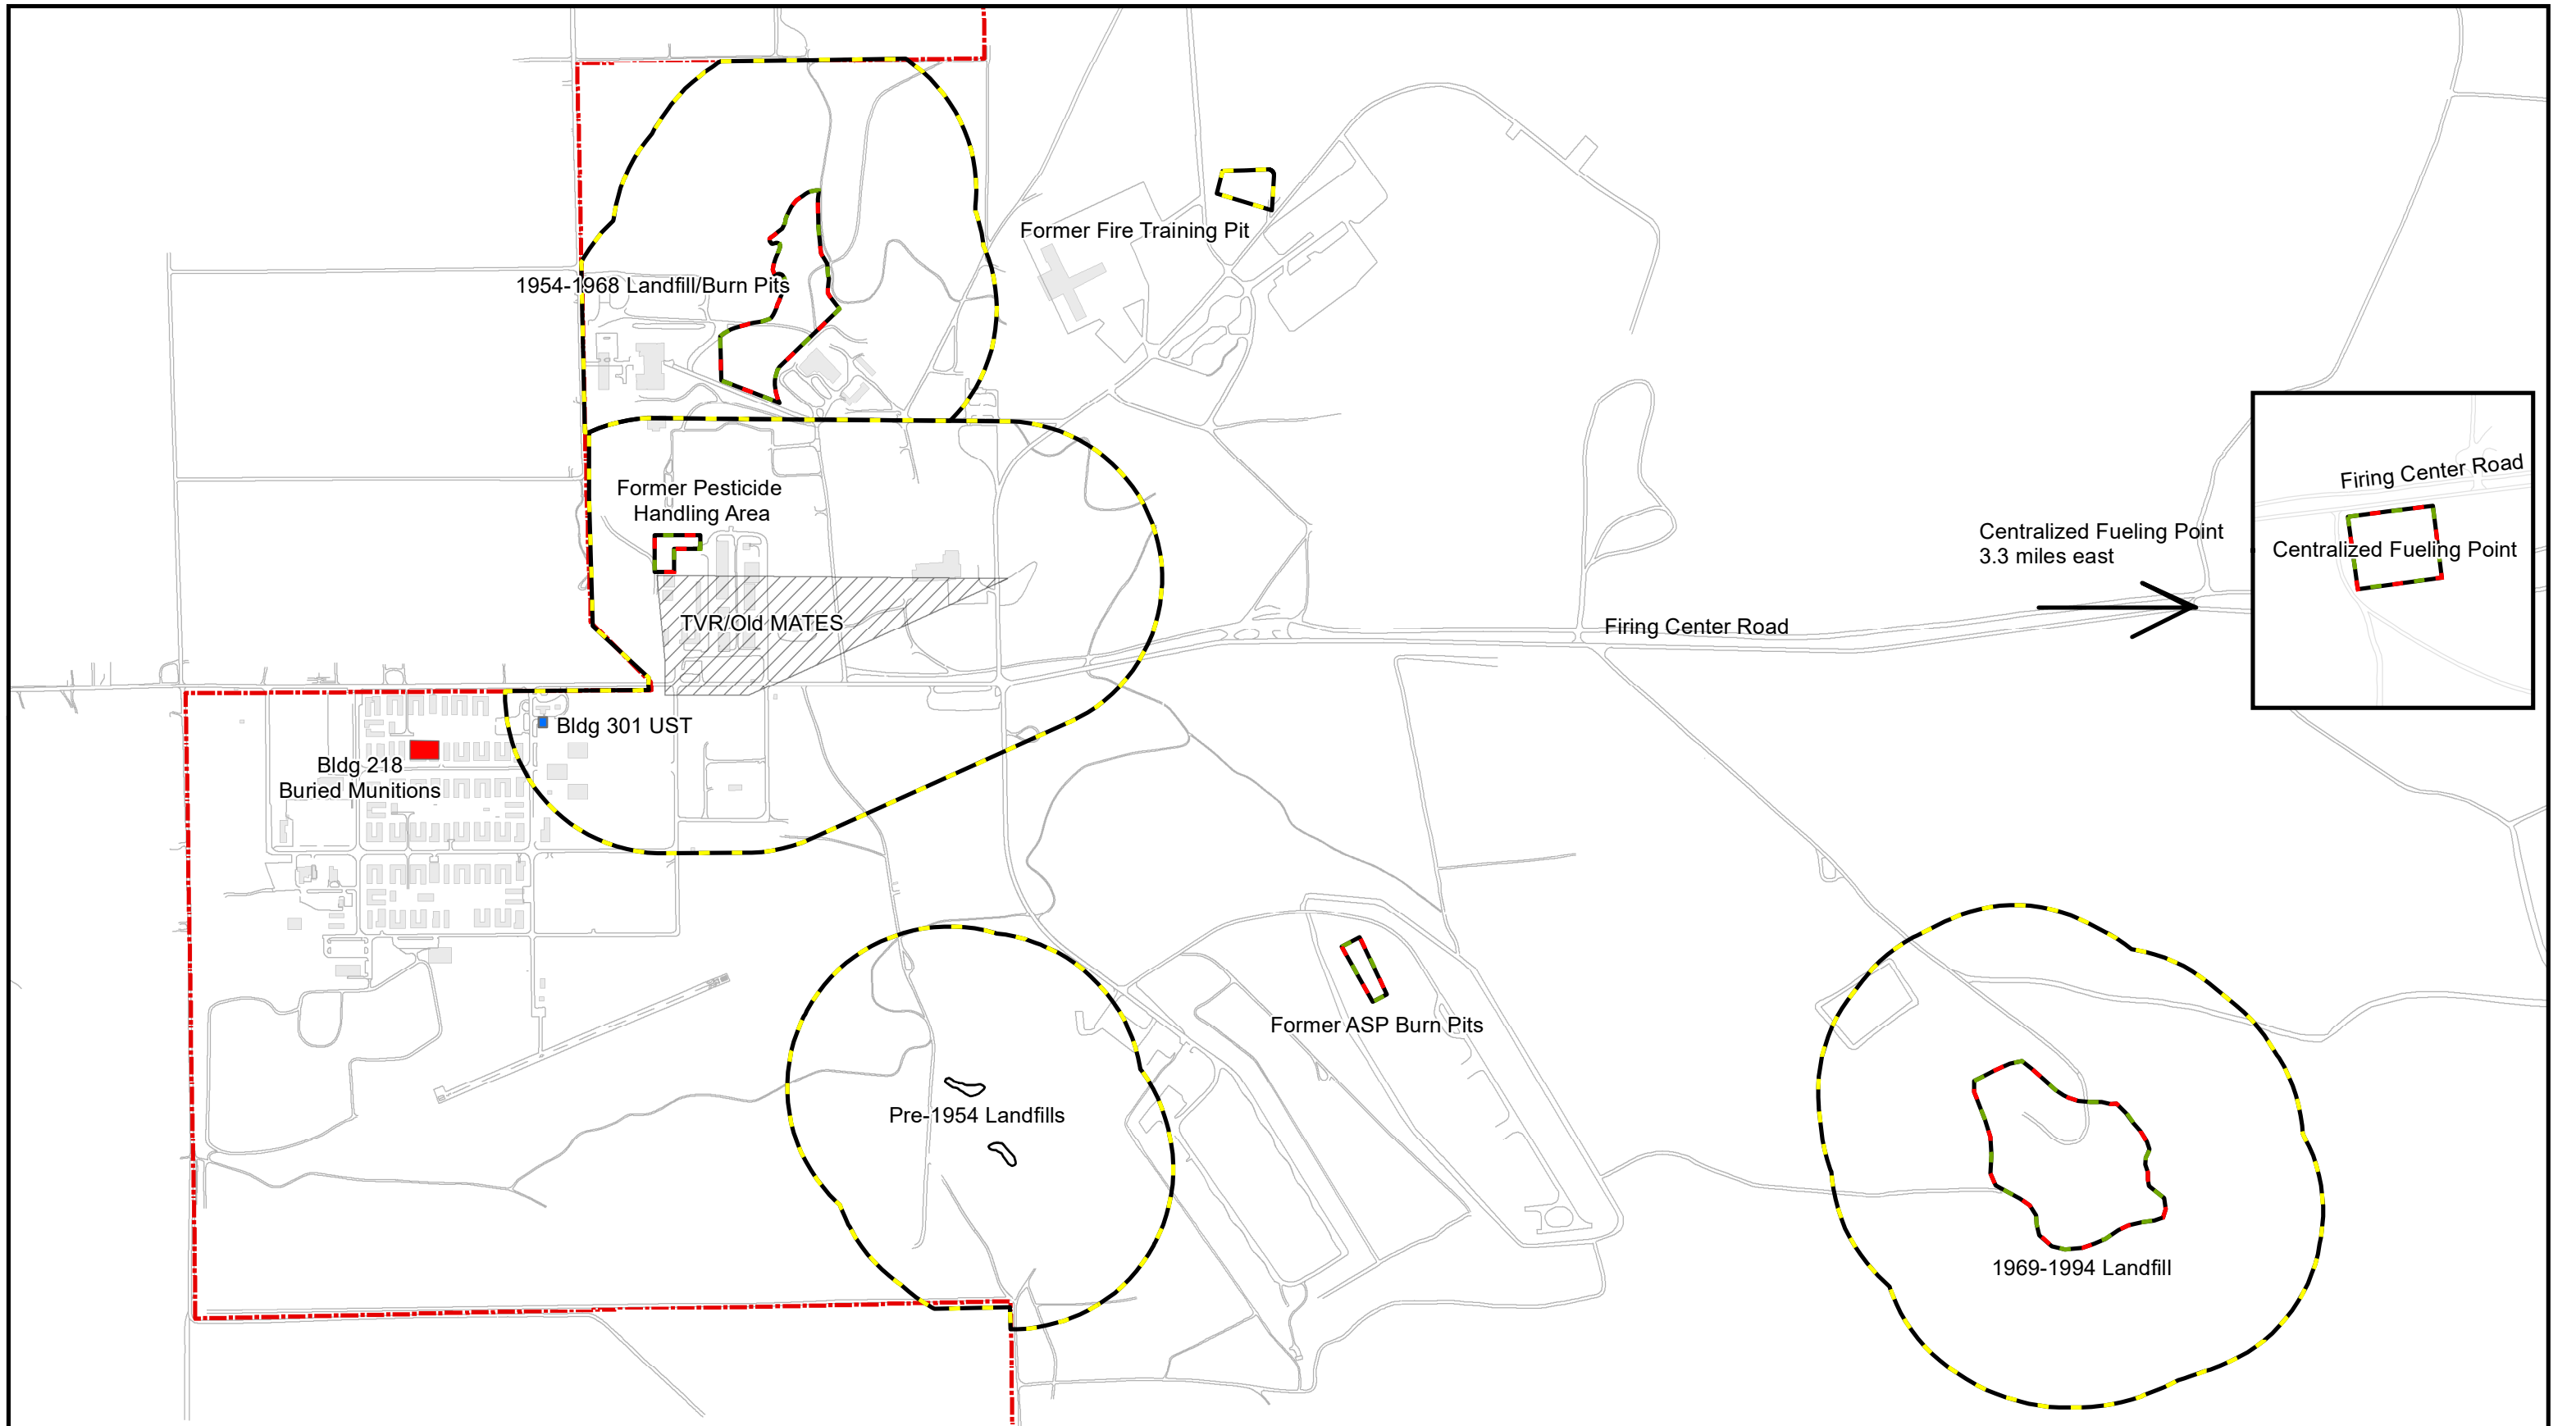 Former Fire Training Pit
1954-1968 Landfill/Burn Pits
Former Pesticide
Handling Area
Firing Center Road
Centralized Fueling Point
Centralized Fueling Point
3.3 miles east
TVR/Old MATES
Firing Center Road
Bldg 301 UST
Bldg 218
Buried Munitions
Former ASP Burn Pits
Pre-1954 Landfills
1969-1994 Landfill